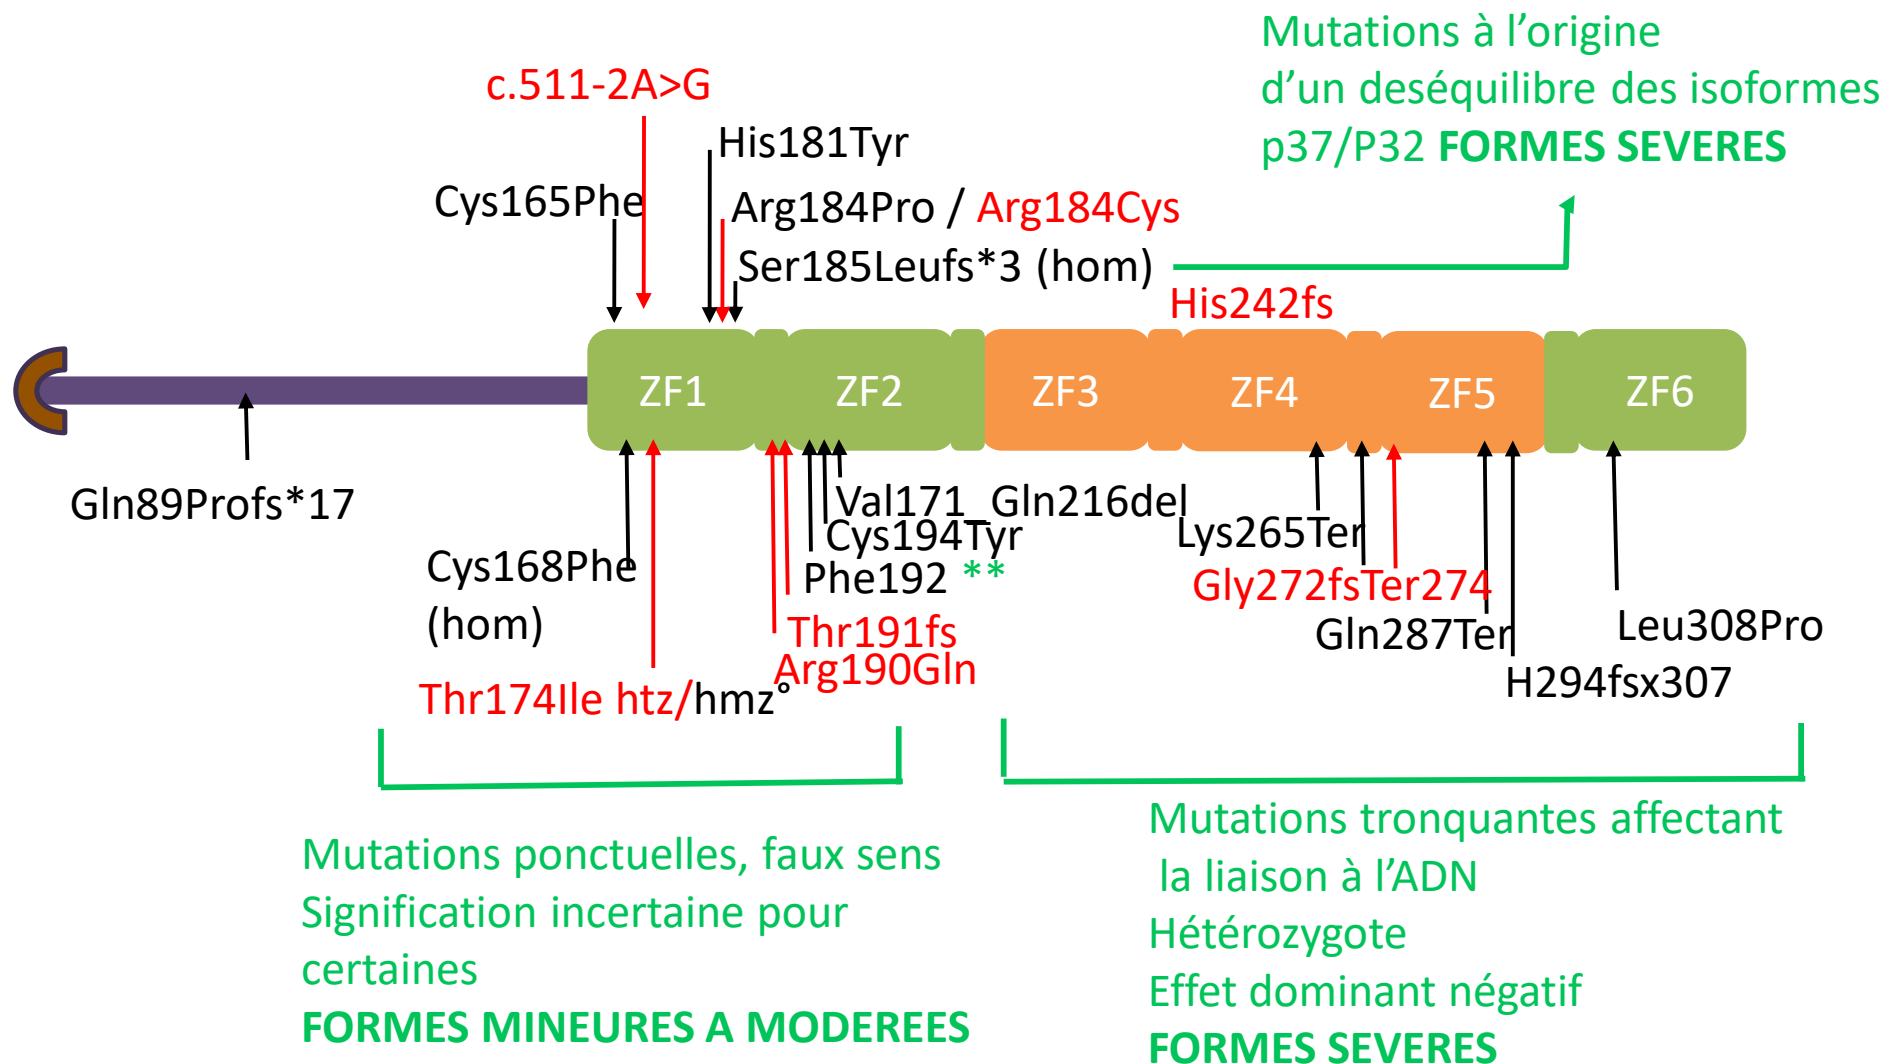 Mutations à l’origine
d’un deséquilibre des isoformes
p37/P32 FORMES SEVERES
c.511-2A>G
His181Tyr
Cys165Phe
Arg184Pro / Arg184Cys
Ser185Leufs*3 (hom)
His242fs
ZF1 ZF2 ZF3 ZF4 ZF5 ZF6
Gln89Profs*17
Val171_Gln216del
Cys194Tyr
Phe192 **
Cys168Phe
(hom)
Thr191fs
Arg190Gln
Thr174Ile htz/hmz°
Lys265Ter
Gly272fsTer274
Gln287Ter
Leu308Pro
H294fsx307
Mutations ponctuelles, faux sens
Signification incertaine pour
certaines
FORMES MINEURES A MODEREES
Mutations tronquantes affectant
la liaison à l’ADN
Hétérozygote
Effet dominant négatif
FORMES SEVERES